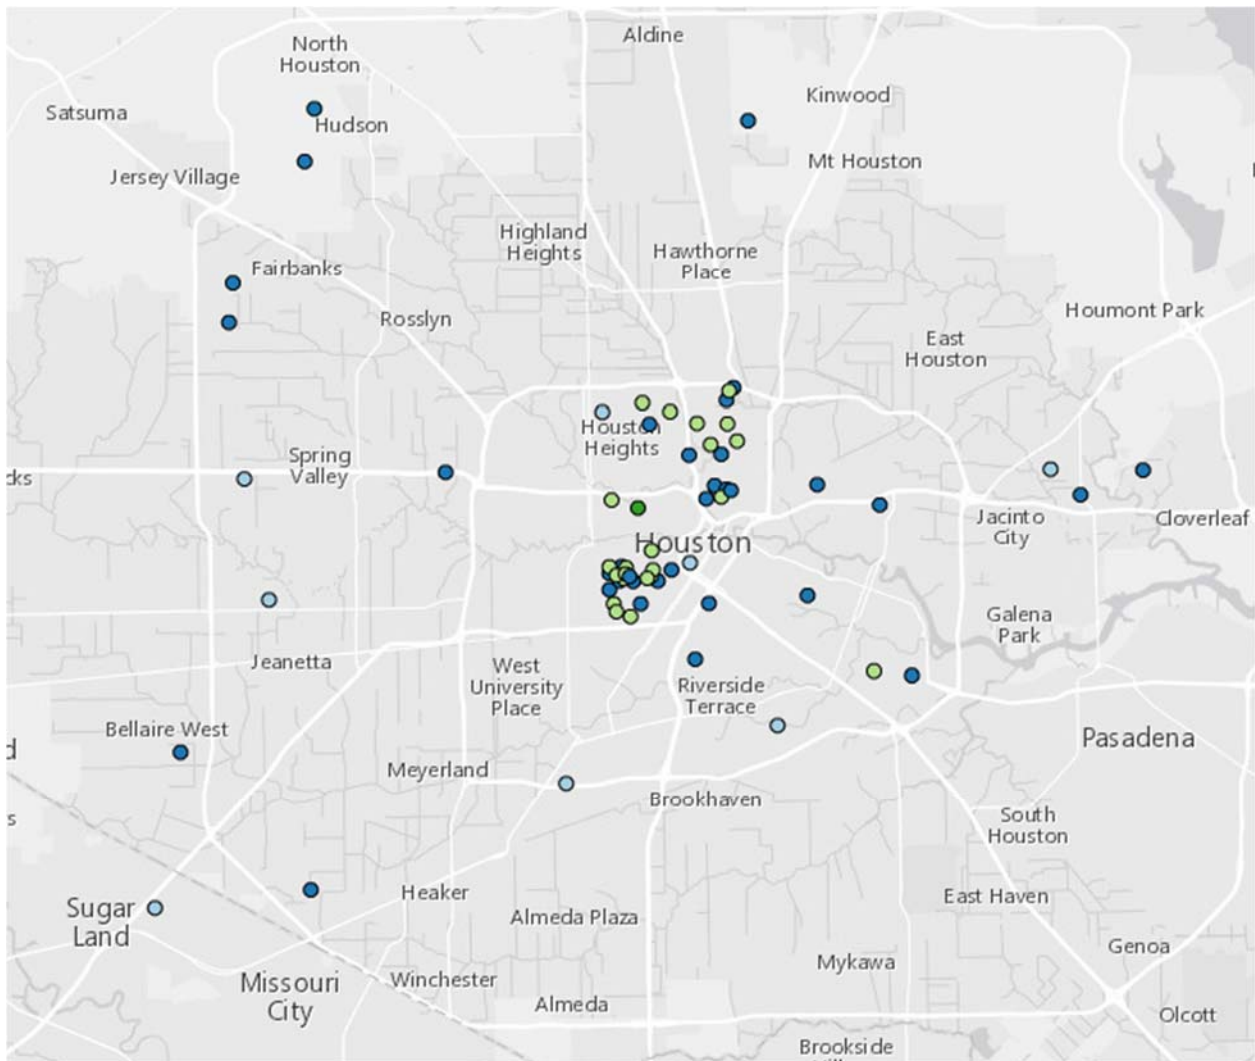 Aldine
North
Houston
Kinwood
Satsuma
Hudson
Mt Houston
Jersey Village
Highland
Heights
Hawthorne
Place
Fairbanks
Houmont Park
Rosslyn
East
Houston
Houston
Heights
Spring
Valley
cks
Jacinto
City
Cloverleaf
Houston
Galena
Park
Jeanetta
West
University
Place
Riverside
Terrace
Bellaire West
Pasadena
d
Meyerland
Brookhaven
s
South
Houston
Heaker
East Haven
Sugar
Land
Almeda Plaza
Genoa
Mykawa
Missouri
City
Winchester
Almeda
Olcott
Brookside